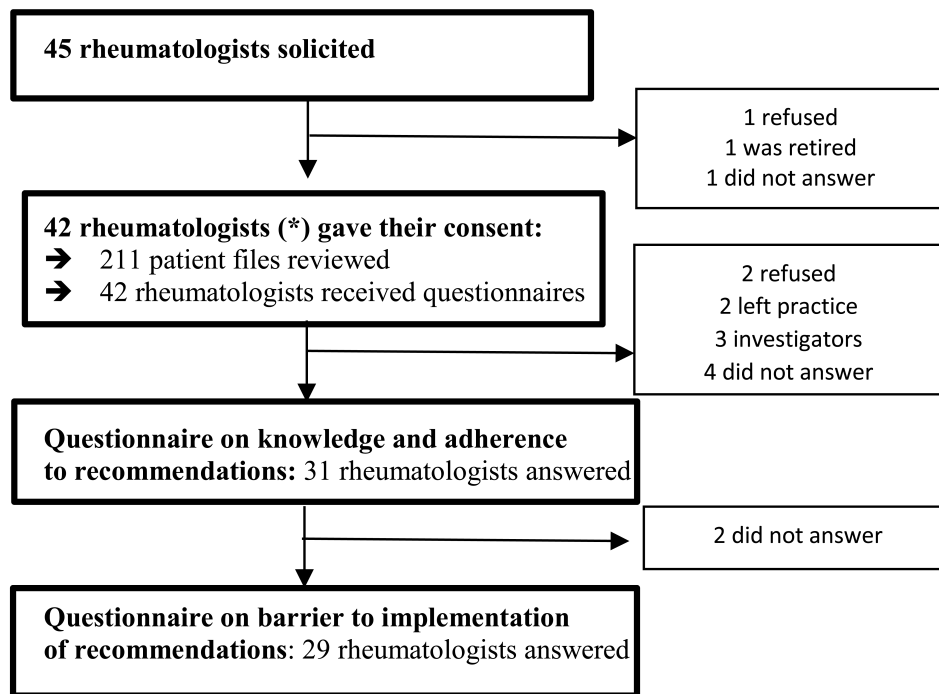 45 rheumatologists solicited
1 refused
1 was retired
1 did not answer
42 rheumatologists (*) gave their consent:
➔ 211 patient files reviewed
➔ 42 rheumatologists received questionnaires
2 refused
2 left practice
3 investigators
4 did not answer
Questionnaire on knowledge and adherence
to recommendations: 31 rheumatologists answered
2 did not answer
Questionnaire on barrier to implementation
of recommendations: 29 rheumatologists answered